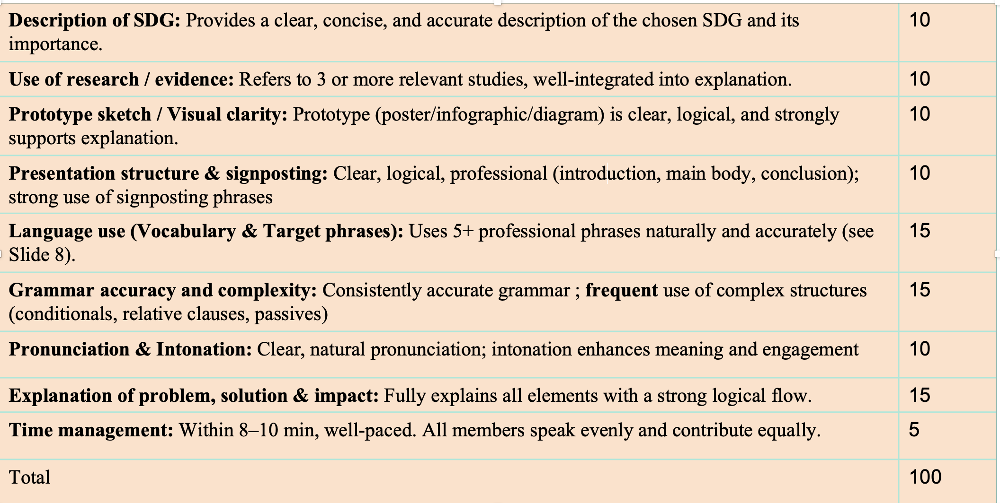 Description of SDG: Provides a clear, concise, and accurate description of the chosen SDG and its
importance.
10
Use of research / evidence: Refers to 3 or more relevant studies, well-integrated into explanation.
10
Prototype sketch / Visual clarity: Prototype (poster/infographic/diagram) is clear, logical, and strongly
supports explanation.
10
Presentation structure & signposting: Clear, logical, professional (introduction, main body, conclusion);
strong use of signposting phrases
10
Language use (Vocabulary & Target phrases): Uses 5+ professional phrases naturally and accurately (see
Slide 8).
15
Grammar accuracy and complexity: Consistently accurate grammar ; frequent use of complex structures
(conditionals, relative clauses, passives)
15
Pronunciation & Intonation: Clear, natural pronunciation; intonation enhances meaning and engagement
10
Explanation of problem, solution & impact: Fully explains all elements with a strong logical flow.
15
Time management: Within 8–10 min, well-paced. All members speak evenly and contribute equally.
5
Total
100